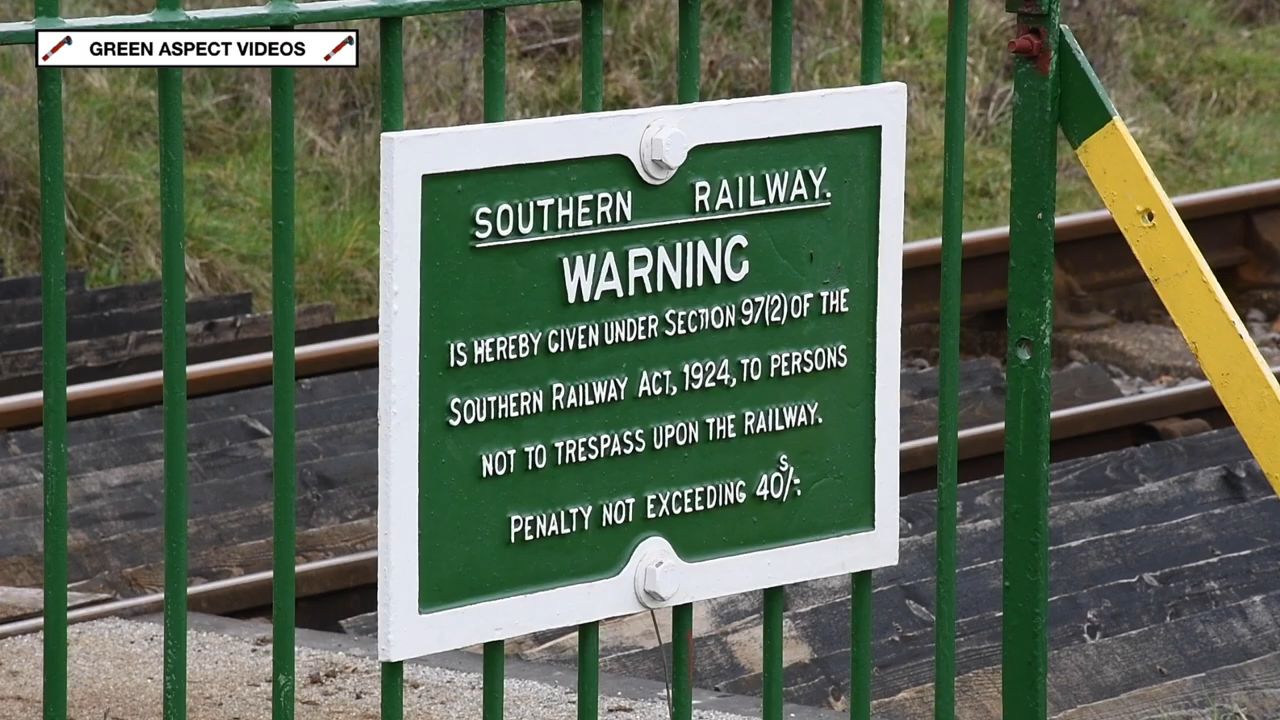 GREEN ASPECT VIDEOS
SOUTHERN RAILWAY.
WARNING
IS HEREBY GIVEN UNDER SECTION 97(2) OF THE
SOUTHERN RAILWAY ACT, 1924, TO PERSONS
NOT TO TRESPASS UPON THE RAILWAY.
PENALTY NOT EXCEEDING 40S/-.